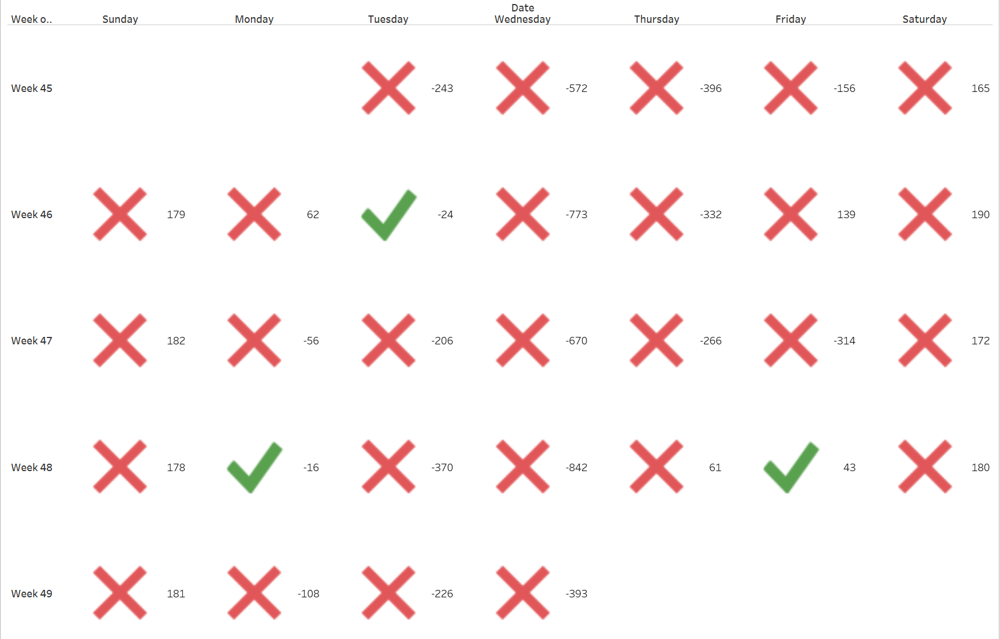 Date
Week o.. Sunday Monday Tuesday Wednesday Thursday Friday Saturday
Week 45 -243 -572 -396 -156 165
Week 46 179 62 -24 -773 -332 139 190
Week 47 182 -56 -206 -670 -266 -314 172
Week 48 178 -16 -370 -842 61 43 180
Week 49 181 -108 -226 -393